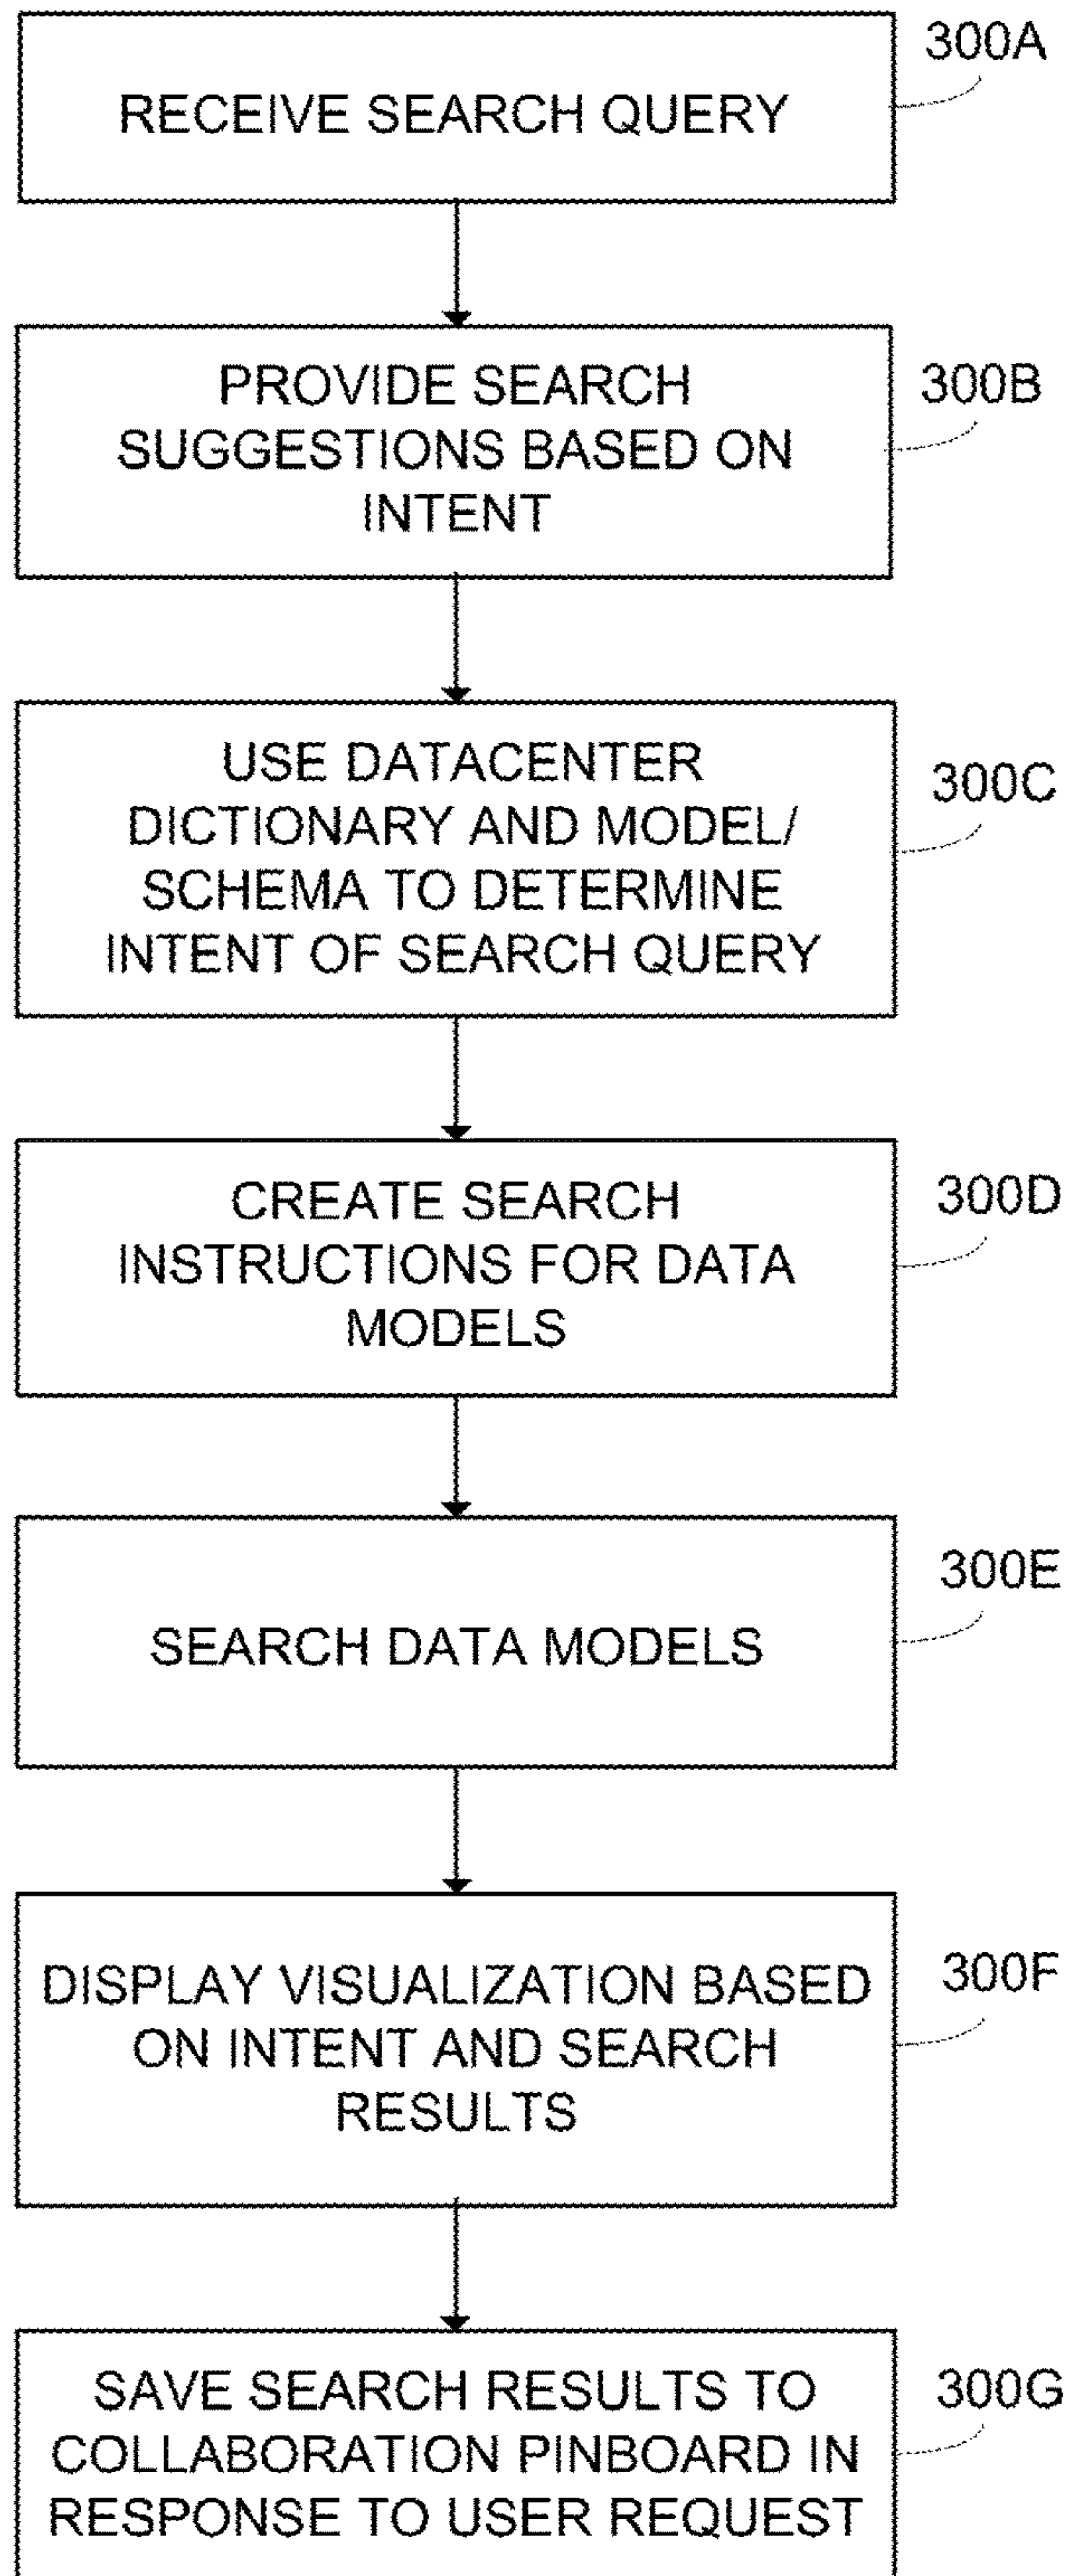 300A
RECEIVE SEARCH QUERY
300B
PROVIDE SEARCH
SUGGESTIONS BASED ON
INTENT
300C
USE DATACENTER
DICTIONARY AND MODEL/
SCHEMA TO DETERMINE
INTENT OF SEARCH QUERY
300D
CREATE SEARCH
INSTRUCTIONS FOR DATA
MODELS
300E
SEARCH DATA MODELS
300F
DISPLAY VISUALIZATION BASED
ON INTENT AND SEARCH
RESULTS
300G
SAVE SEARCH RESULTS TO
COLLABORATION PINBOARD IN
RESPONSE TO USER REQUEST